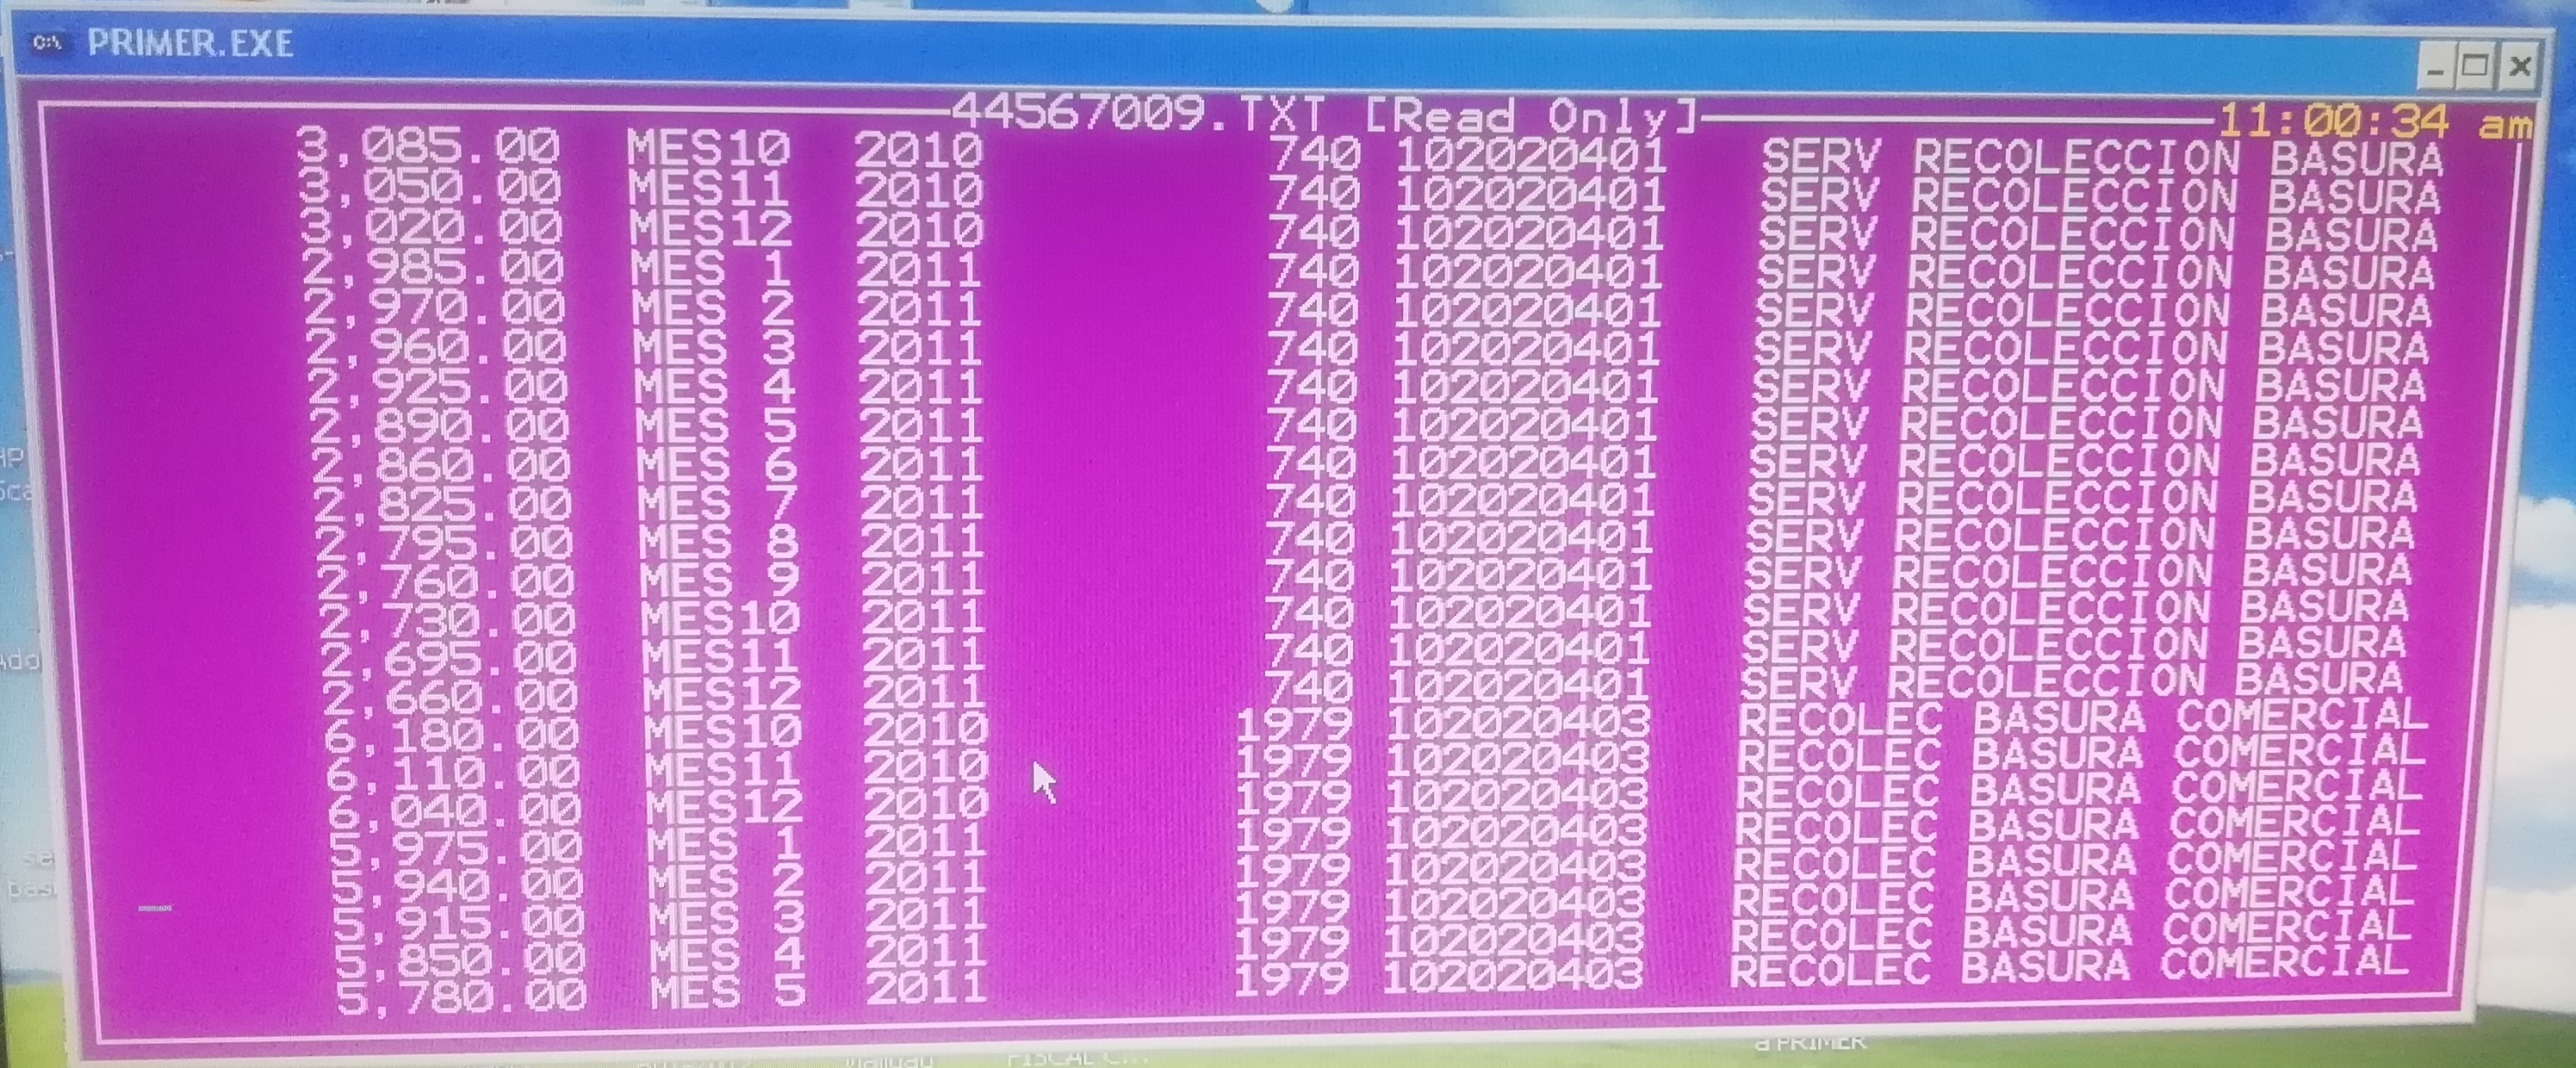 PRIMER.EXE
44567009.TXT [Read Only] 11:00:34 am
3,085.00 MES10 2010 740 102020401 SERV RECOLECCION BASURA
3,050.00 MES11 2010 740 102020401 SERV RECOLECCION BASURA
3,020.00 MES12 2010 740 102020401 SERV RECOLECCION BASURA
2,985.00 MES 1 2011 740 102020401 SERV RECOLECCION BASURA
2,970.00 MES 2 2011 740 102020401 SERV RECOLECCION BASURA
2,960.00 MES 3 2011 740 102020401 SERV RECOLECCION BASURA
2,925.00 MES 4 2011 740 102020401 SERV RECOLECCION BASURA
2,890.00 MES 5 2011 740 102020401 SERV RECOLECCION BASURA
2,860.00 MES 6 2011 740 102020401 SERV RECOLECCION BASURA
2,825.00 MES 7 2011 740 102020401 SERV RECOLECCION BASURA
2,795.00 MES 8 2011 740 102020401 SERV RECOLECCION BASURA
2,760.00 MES 9 2011 740 102020401 SERV RECOLECCION BASURA
2,730.00 MES10 2011 740 102020401 SERV RECOLECCION BASURA
2,695.00 MES11 2011 740 102020401 SERV RECOLECCION BASURA
2,660.00 MES12 2011 740 102020401 SERV RECOLECCION BASURA
6,180.00 MES10 2010 1979 102020403 RECOLEC BASURA COMERCIAL
6,110.00 MES11 2010 1979 102020403 RECOLEC BASURA COMERCIAL
6,040.00 MES12 2010 1979 102020403 RECOLEC BASURA COMERCIAL
5,975.00 MES 1 2011 1979 102020403 RECOLEC BASURA COMERCIAL
5,940.00 MES 2 2011 1979 102020403 RECOLEC BASURA COMERCIAL
5,915.00 MES 3 2011 1979 102020403 RECOLEC BASURA COMERCIAL
5,850.00 MES 4 2011 1979 102020403 RECOLEC BASURA COMERCIAL
5,780.00 MES 5 2011 1979 102020403 RECOLEC BASURA COMERCIAL
FISCAL C... a PRIMER